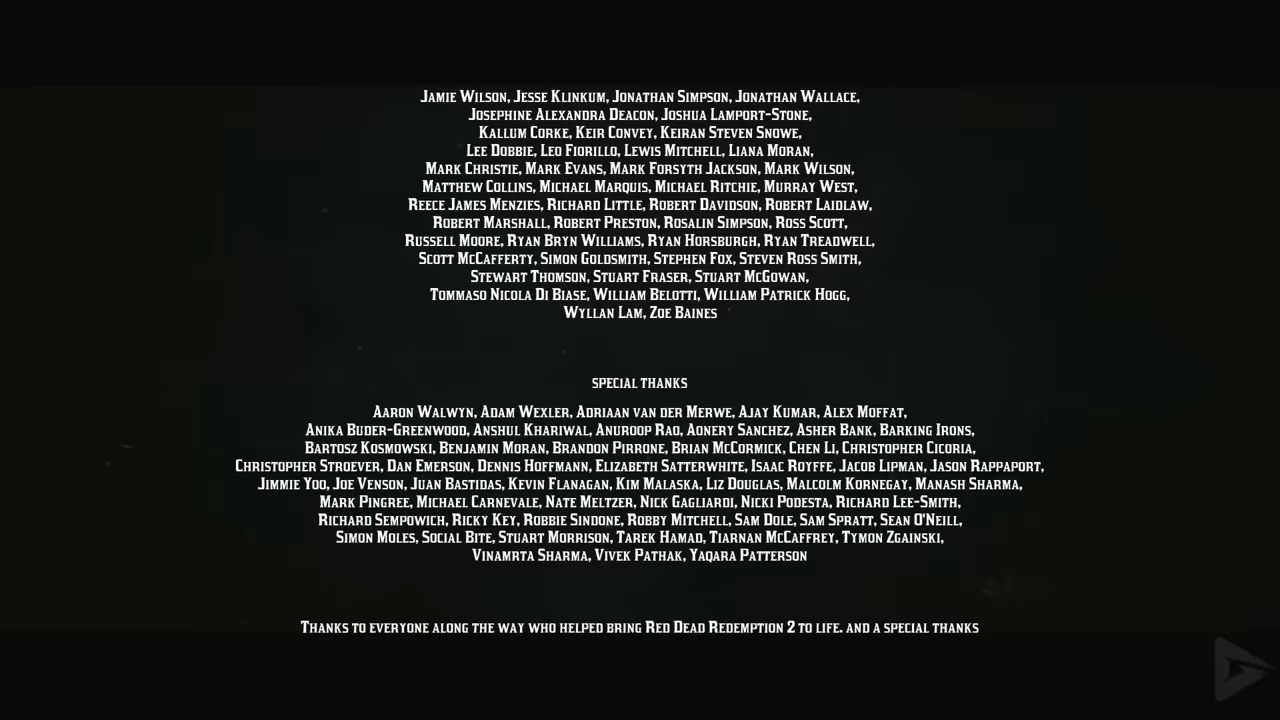 Jamie Wilson, Jesse Klinkum, Jonathan Simpson, Jonathan Wallace,
Josephine Alexandra Deacon, Joshua Lamport-Stone,
Kallum Corke, Keir Convey, Keiran Steven Snowe,
Lee Dobbie, Leo Fiorillo, Lewis Mitchell, Liana Moran,
Mark Christie, Mark Evans, Mark Forsyth Jackson, Mark Wilson,
Matthew Collins, Michael Marquis, Michael Ritchie, Murray West,
Reece James Menzies, Richard Little, Robert Davidson, Robert Laidlaw,
Robert Marshall, Robert Preston, Rosalin Simpson, Ross Scott,
Russell Moore, Ryan Bryn Williams, Ryan Horsburgh, Ryan Treadwell,
Scott McCafferty, Simon Goldsmith, Stephen Fox, Steven Ross Smith,
Stewart Thomson, Stuart Fraser, Stuart McGowan,
Tommaso Nicola Di Biase, William Belotti, William Patrick Hogg,
Wyllan Lam, Zoe Baines
SPECIAL THANKS
Aaron Walwyn, Adam Wexler, Adriaan van der Merwe, Ajay Kumar, Alex Moffat,
Anika Buder-Greenwood, Anshul Khariwal, Anuroop Rao, Aonery Sanchez, Asher Bank, Barking Irons,
Bartosz Kosmowski, Benjamin Moran, Brandon Pirrone, Brian McCormick, Chen Li, Christopher Cicoria,
Christopher Stroever, Dan Emerson, Dennis Hoffmann, Elizabeth Satterwhite, Isaac Royffe, Jacob Lipman, Jason Rappaport,
Jimmie Yoo, Joe Venson, Juan Bastidas, Kevin Flanagan, Kim Malaska, Liz Douglas, Malcolm Kornegay, Manash Sharma,
Mark Pingree, Michael Carnevale, Nate Meltzer, Nick Gagliardi, Nicki Podesta, Richard Lee-Smith,
Richard Sempowich, Ricky Key, Robbie Sindone, Robby Mitchell, Sam Dole, Sam Spratt, Sean O'Neill,
Simon Moles, Social Bite, Stuart Morrison, Tarek Hamad, Tiarnan McCaffrey, Tymon Zgainski,
Vinamrta Sharma, Vivek Pathak, Yaqara Patterson
Thanks to everyone along the way who helped bring Red Dead Redemption 2 to life. and a special thanks